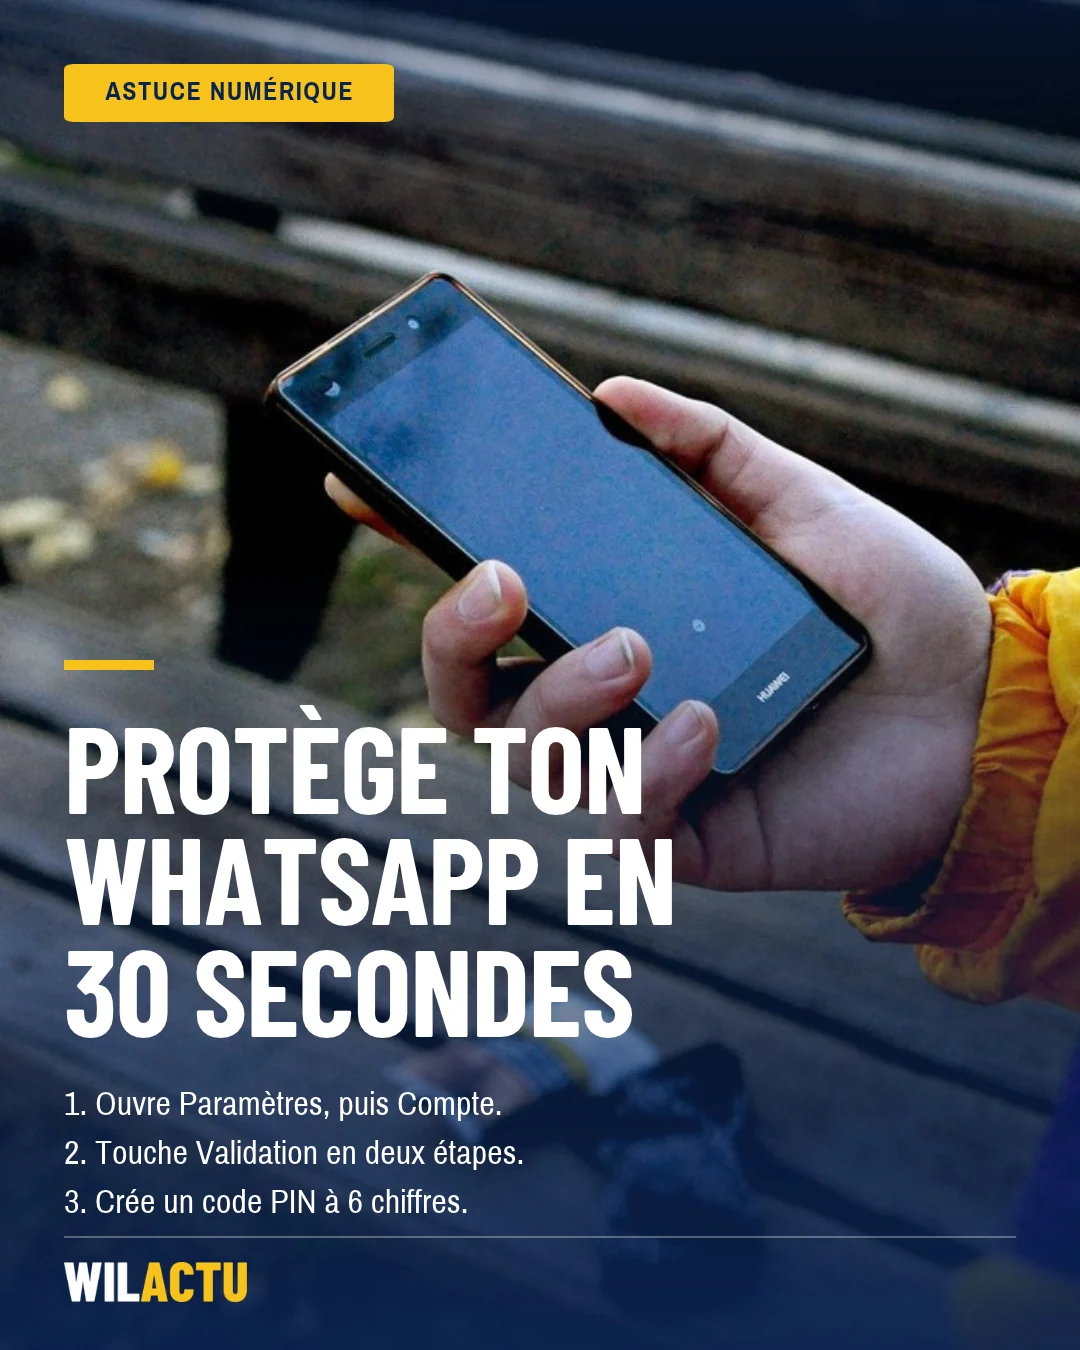 ASTUCE NUMÉRIQUE
HUAWEI
PROTÈGE TON
WHATSAPP EN
30 SECONDES
1. Ouvre Paramètres, puis Compte.
2. Touche Validation en deux étapes.
3. Crée un code PIN à 6 chiffres.
WILACTU